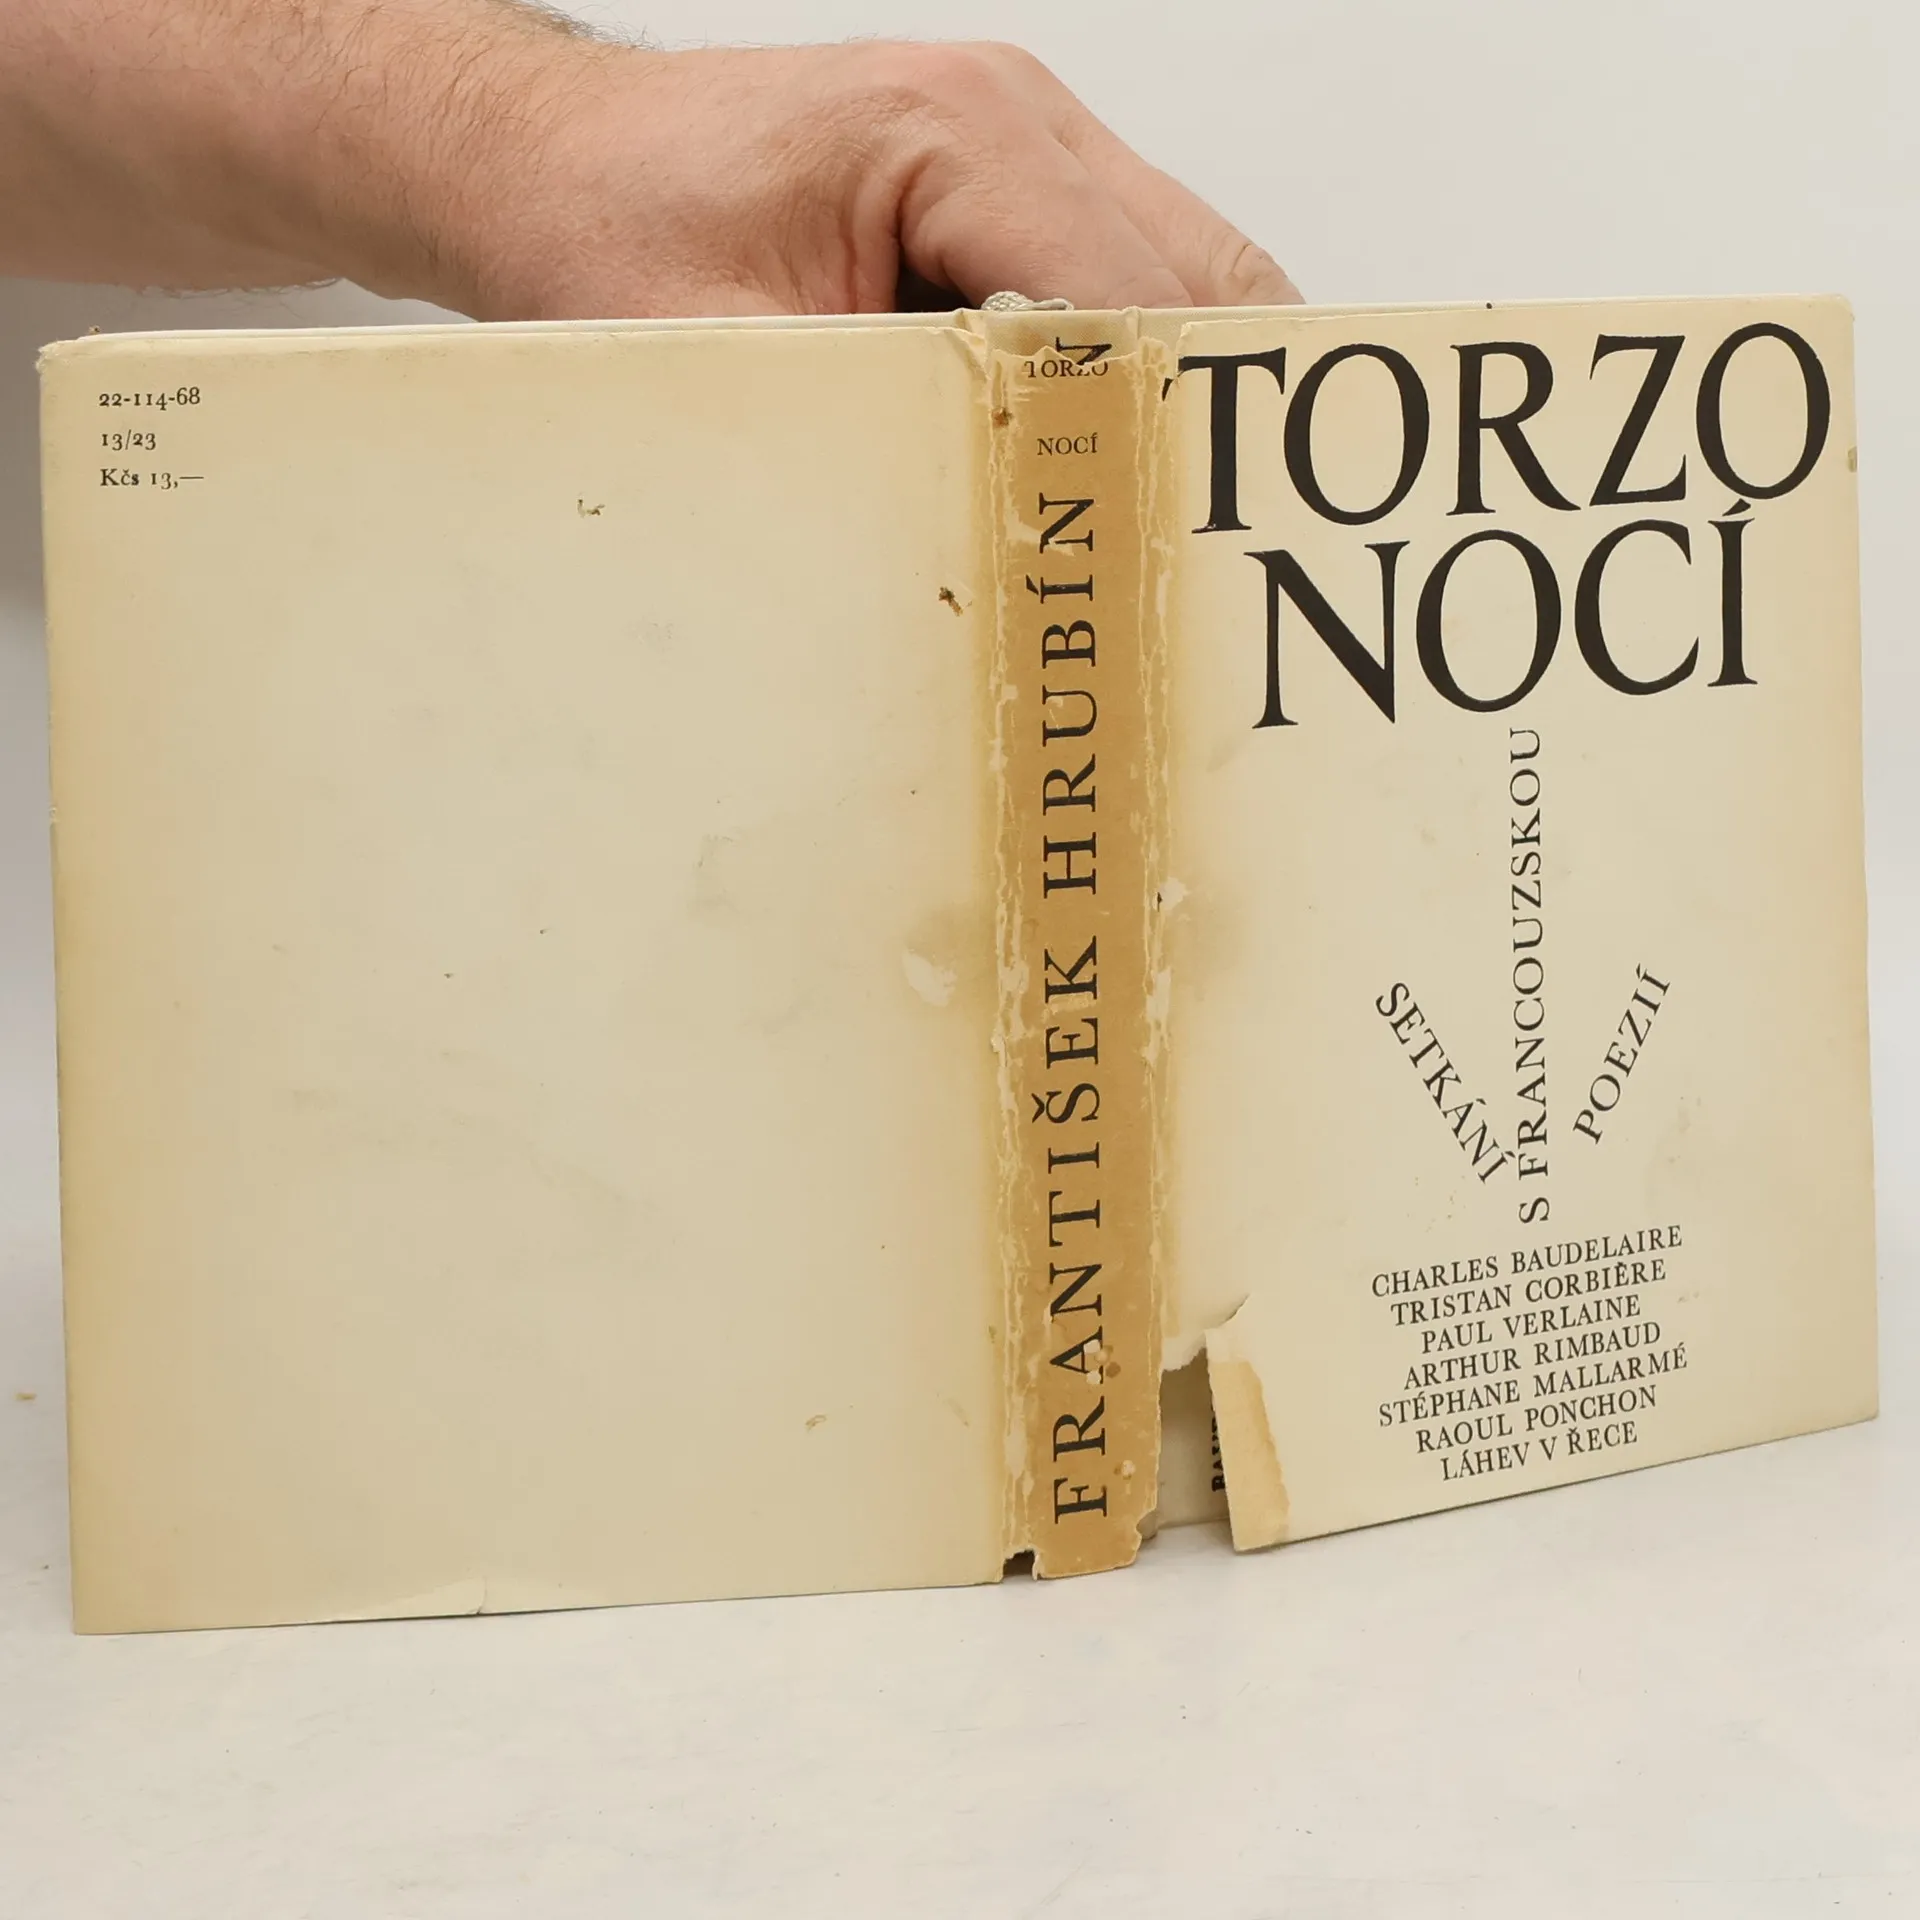 22-114-68
13/23
Kčs 13,—
TORZO
NOCÍ
FRANTIŠEK HRUBÍN
TORZO
NOCÍ
SETKÁNÍ
S FRANCOUZSKOU
POEZIÍ
CHARLES BAUDELAIRE
TRISTAN CORBIÈRE
PAUL VERLAINE
ARTHUR RIMBAUD
STÉPHANE MALLARMÉ
RAOUL PONCHON
LÁHEV V ŘECE